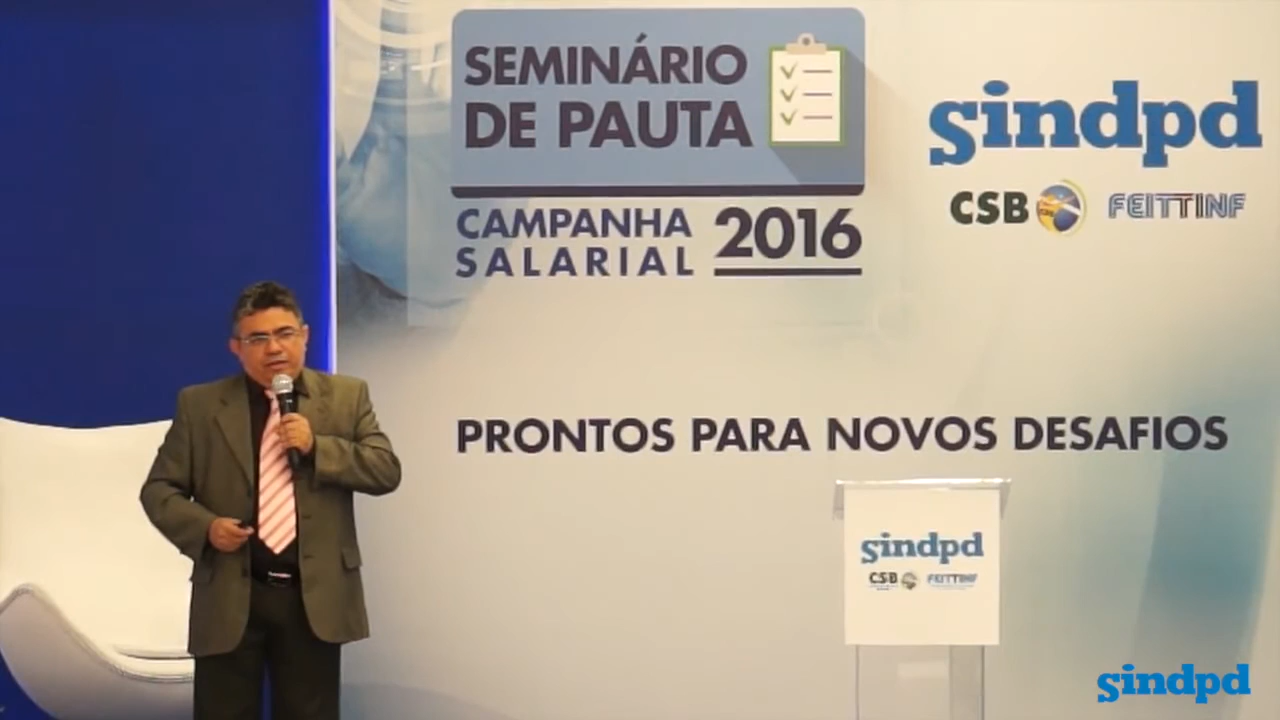 SEMINÁRIO
DE PAUTA
CAMPANHA
SALARIAL
2016
sindpd
CSB
FEITTINF
PRONTOS PARA NOVOS DESAFIOS
sindpd
CSB
FEITTINF
sindpd